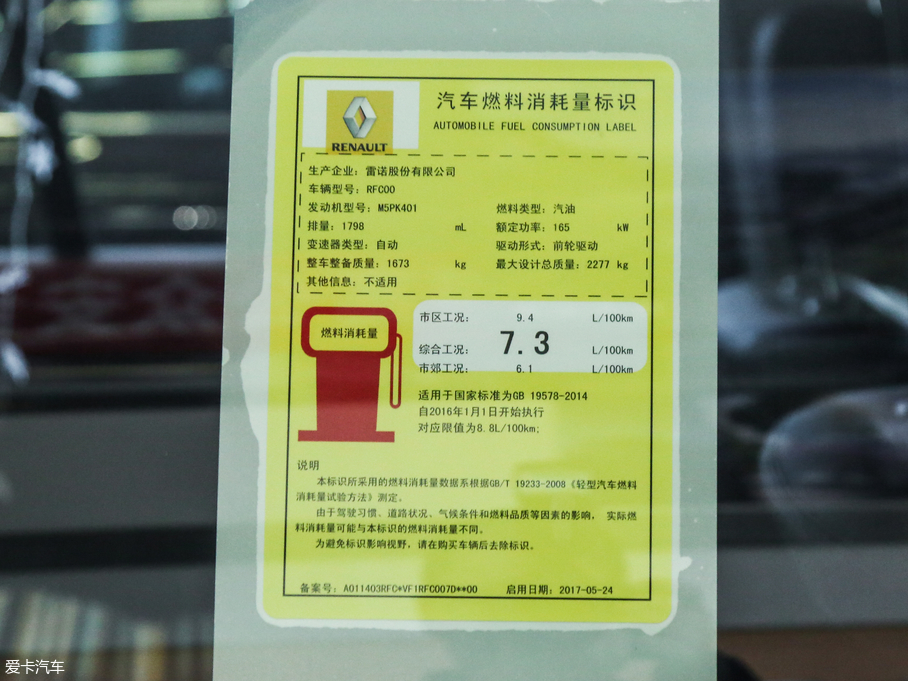 汽车燃料消耗量标识
AUTOMOBILE FUEL CONSUMPTION LABEL
RENAULT
生产企业: 雷诺股份有限公司
车辆型号: RFC00
发动机型号: M5PK401 燃料类型: 汽油
排量: 1798 mL 额定功率: 165 kW
变速器类型: 自动 驱动形式: 前轮驱动
整车整备质量: 1673 kg 最大设计总质量: 2277 kg
其他信息: 不适用
燃料消耗量
市区工况: 9.4 L/100km
综合工况: 7.3 L/100km
市郊工况: 6.1 L/100km
适用于国家标准为GB 19578-2014
自2016年1月1日开始执行
对应限值为8.8L/100km;
说明
本标识所采用的燃料消耗量数据系根据GB/T 19233-2008《轻型汽车燃料
消耗量试验方法》测定。
由于驾驶习惯、道路状况、气候条件和燃料品质等因素的影响, 实际燃
料消耗量可能与本标识的燃料消耗量不同。
为避免标识影响视野, 请在购买车辆后去除标识。
备案号: A011403RFC*VF1RFC007D**00 启用日期: 2017-05-24
爱卡汽车